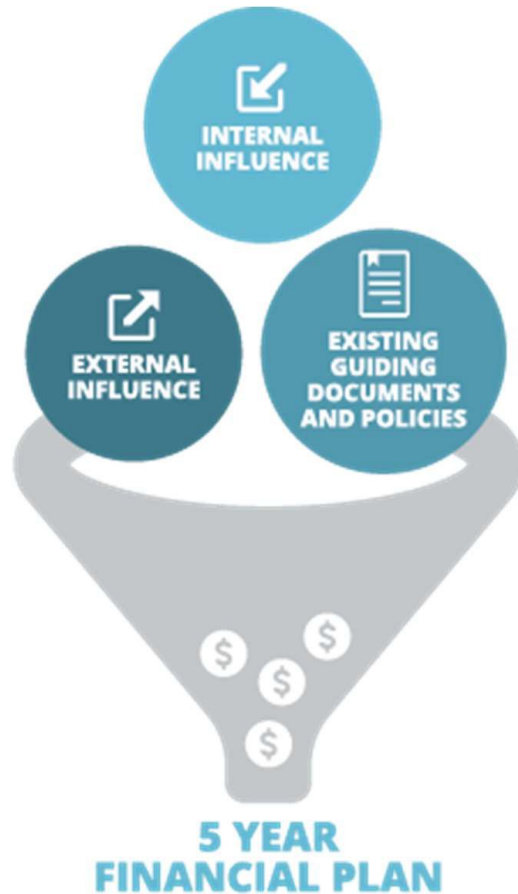 INTERNAL
INFLUENCE
EXTERNAL
INFLUENCE
EXISTING
GUIDING
DOCUMENTS
AND POLICIES
$
$
$
$
5 YEAR
FINANCIAL PLAN